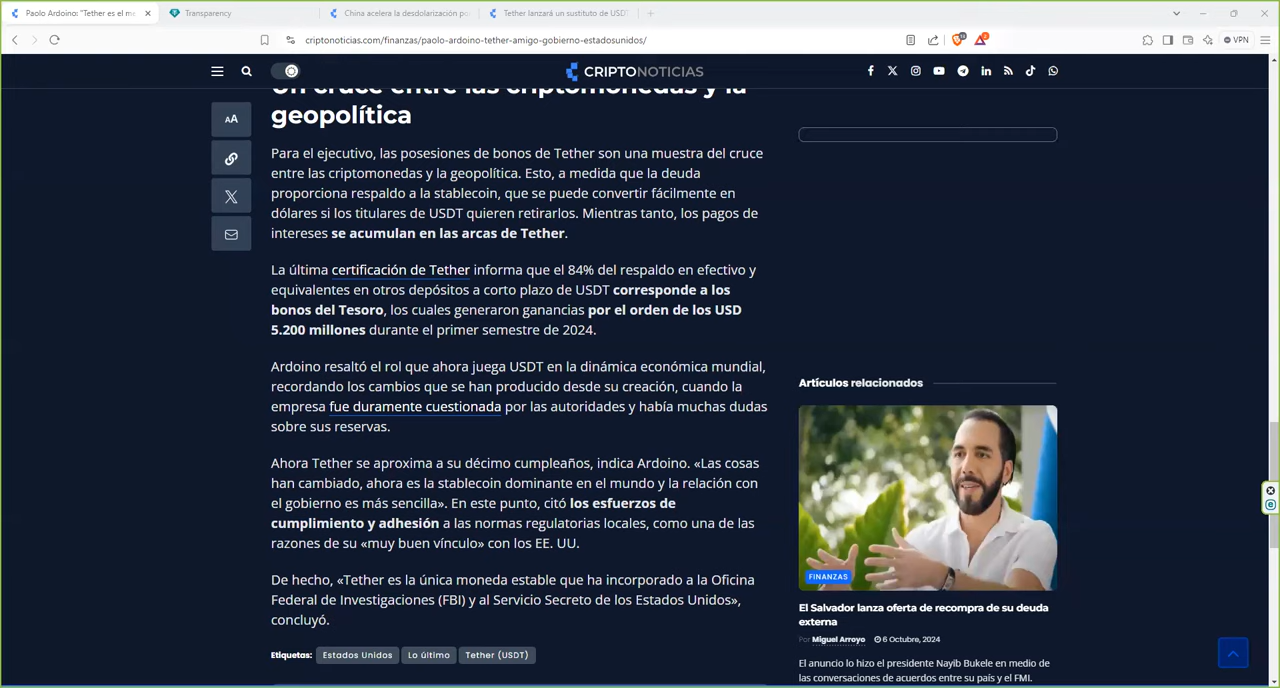 Paolo Ardoino: "Tether es el me
Transparency
China acelera la desdolarización po
Tether lanzará un sustituto de USDT
criptonoticias.com/finanzas/paolo-ardoino-tether-amigo-gobierno-estadosunidos/
VPN
CRIPTONOTICIAS
Un cruce entre las criptomonedas y la
geopolítica
AA
Para el ejecutivo, las posesiones de bonos de Tether son una muestra del cruce
entre las criptomonedas y la geopolítica. Esto, a medida que la deuda
proporciona respaldo a la stablecoin, que se puede convertir fácilmente en
dólares si los titulares de USDT quieren retirarlos. Mientras tanto, los pagos de
intereses se acumulan en las arcas de Tether.
La última certificación de Tether informa que el 84% del respaldo en efectivo y
equivalentes en otros depósitos a corto plazo de USDT corresponde a los
bonos del Tesoro, los cuales generaron ganancias por el orden de los USD
5.200 millones durante el primer semestre de 2024.
Ardoino resaltó el rol que ahora juega USDT en la dinámica económica mundial,
recordando los cambios que se han producido desde su creación, cuando la
empresa fue duramente cuestionada por las autoridades y había muchas dudas
sobre sus reservas.
Ahora Tether se aproxima a su décimo cumpleaños, indica Ardoino. «Las cosas
han cambiado, ahora es la stablecoin dominante en el mundo y la relación con
el gobierno es más sencilla». En este punto, citó los esfuerzos de
cumplimiento y adhesión a las normas regulatorias locales, como una de las
razones de su «muy buen vínculo» con los EE. UU.
De hecho, «Tether es la única moneda estable que ha incorporado a la Oficina
Federal de Investigaciones (FBI) y al Servicio Secreto de los Estados Unidos»,
concluyó.
Etiquetas: Estados Unidos Lo último Tether (USDT)
Artículos relacionados
FINANZAS
El Salvador lanza oferta de recompra de su deuda
externa
Por Miguel Arroyo 6 Octubre, 2024
El anuncio lo hizo el presidente Nayib Bukele en medio de
las conversaciones de acuerdos entre su país y el FMI.